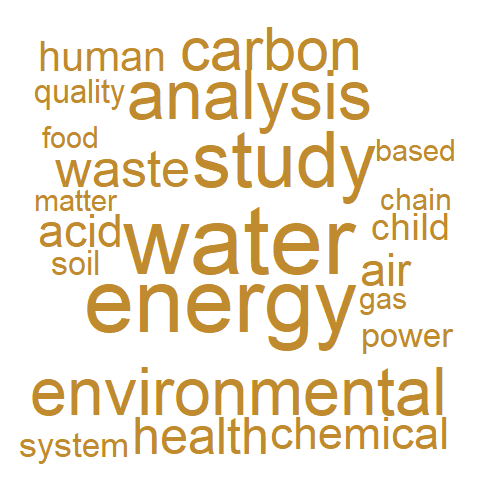 human carbon
quality analysis
food
waste study based
matter chain
acid water child
soil air
energy gas
power
environmental
system health chemical